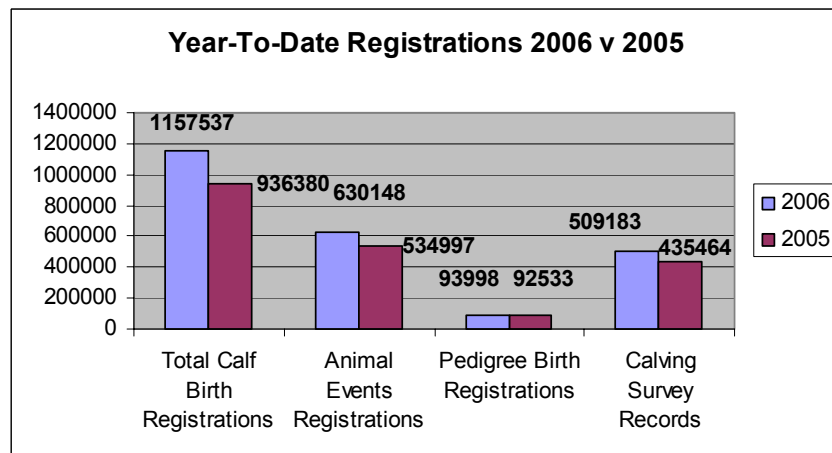 Year-To-Date Registrations 2006 v 2005
1400000
1200000
1000000
800000
600000
400000
200000
0
1157537
936380
630148
534997
93998
92533
509183
435464
Total Calf
Birth
Registrations
Animal
Events
Registrations
Pedigree Birth
Registrations
Calving
Survey
Records
2006
2005